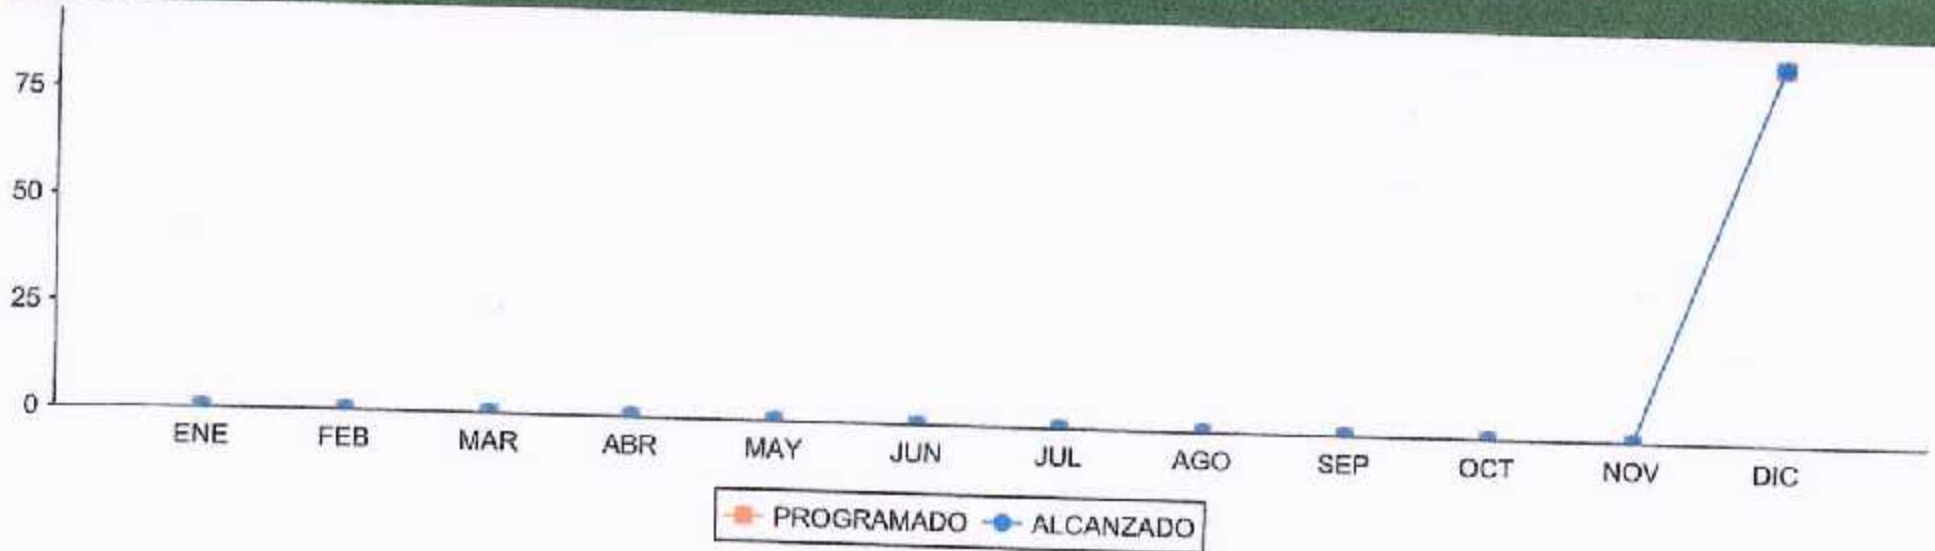 75
50
25
0
ENE FEB MAR ABR MAY JUN JUL AGO SEP OCT NOV DIC
PROGRAMADO ALCANZADO